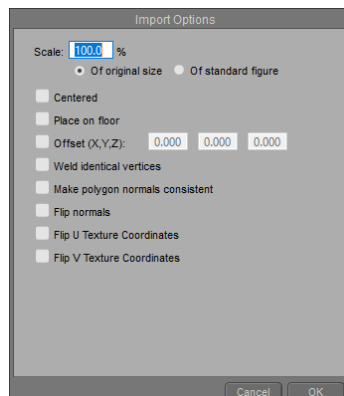 Import Options
Scale: 100.0 %
Of original size Of standard figure
Centered
Place on floor
Offset (X,Y,Z): 0.000 0.000 0.000
Weld identical vertices
Make polygon normals consistent
Flip normals
Flip U Texture Coordinates
Flip V Texture Coordinates
Cancel OK